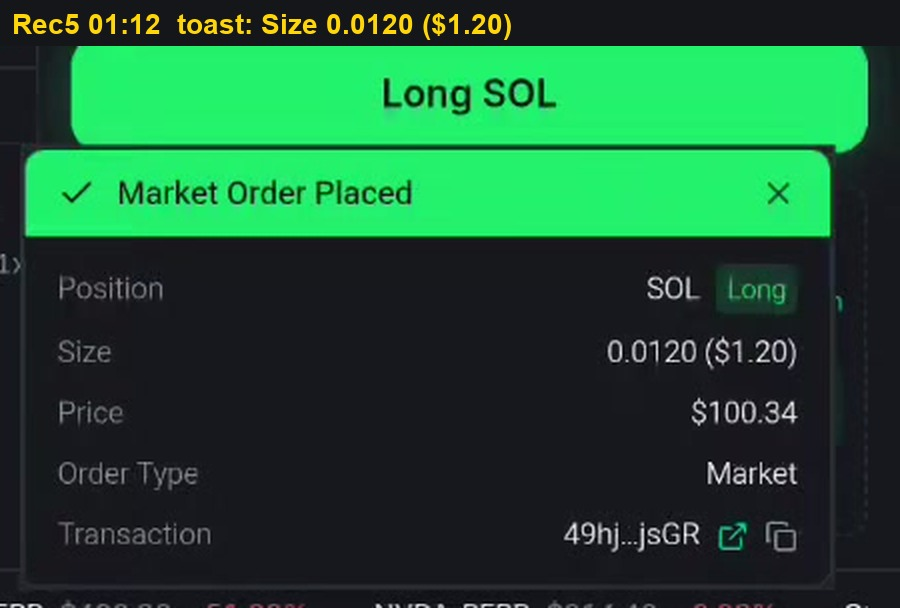 Rec5 01:12 toast: Size 0.0120 ($1.20)
Long SOL
Market Order Placed
1x
Position SOL Long
Size 0.0120 ($1.20)
Price $100.34
Order Type Market
Transaction 49hj...jsGR